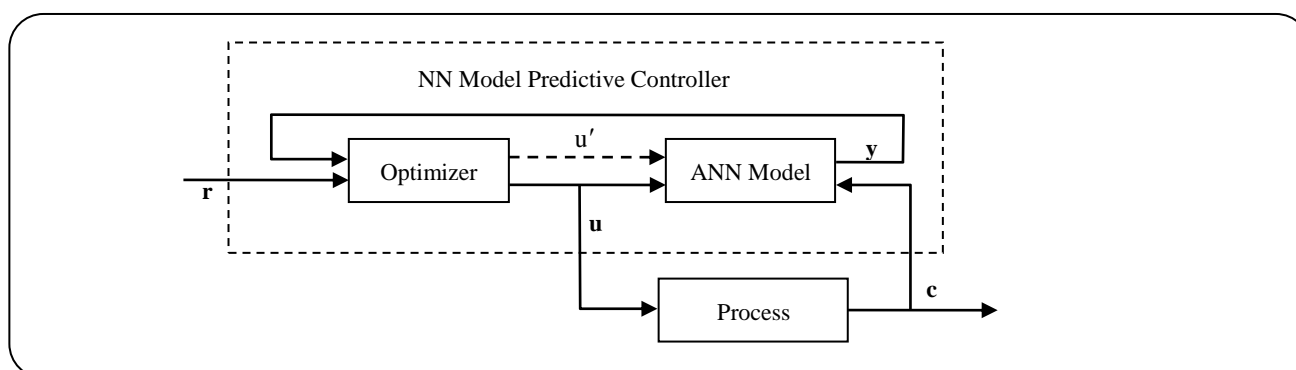 NN Model Predictive Controller
u′
y
Optimizer
ANN Model
r
u
c
Process